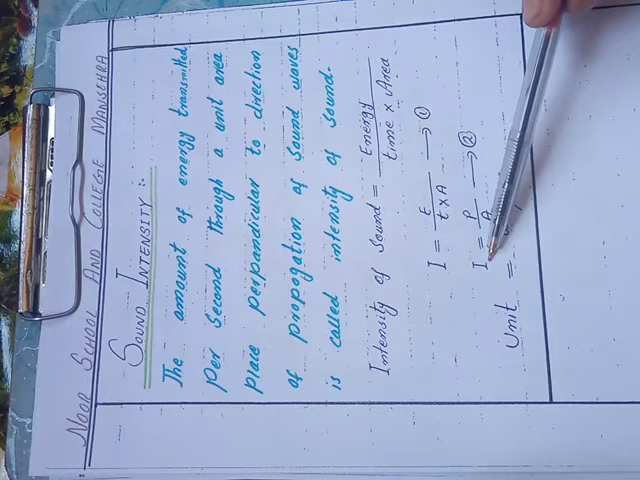 NOOR SCHOOL AND COLLEGE MANSEHRA
SOUND INTENSITY :-
The amount of energy transmitted
per second through a unit area
place perpandicular to direction
of propogation of Sound waves
is called intensity of Sound.
Intensity of Sound = Energy / time × Area
I = E / t × A → ①
I = P / A → ②
Unit =